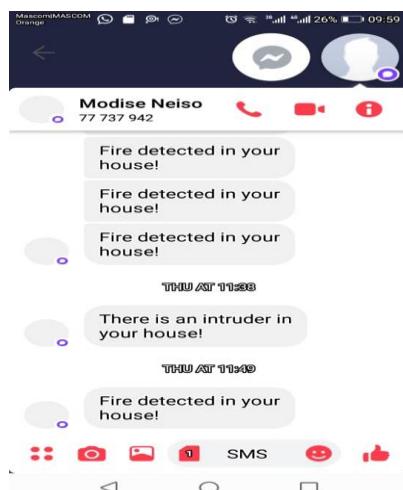 Mascom|MASCOM
Orange
26%
09:59
Modise Neiso
77 737 942
Fire detected in your
house!
Fire detected in your
house!
Fire detected in your
house!
THU AT 11:38
There is an intruder in
your house!
THU AT 11:49
Fire detected in your
house!
1
SMS